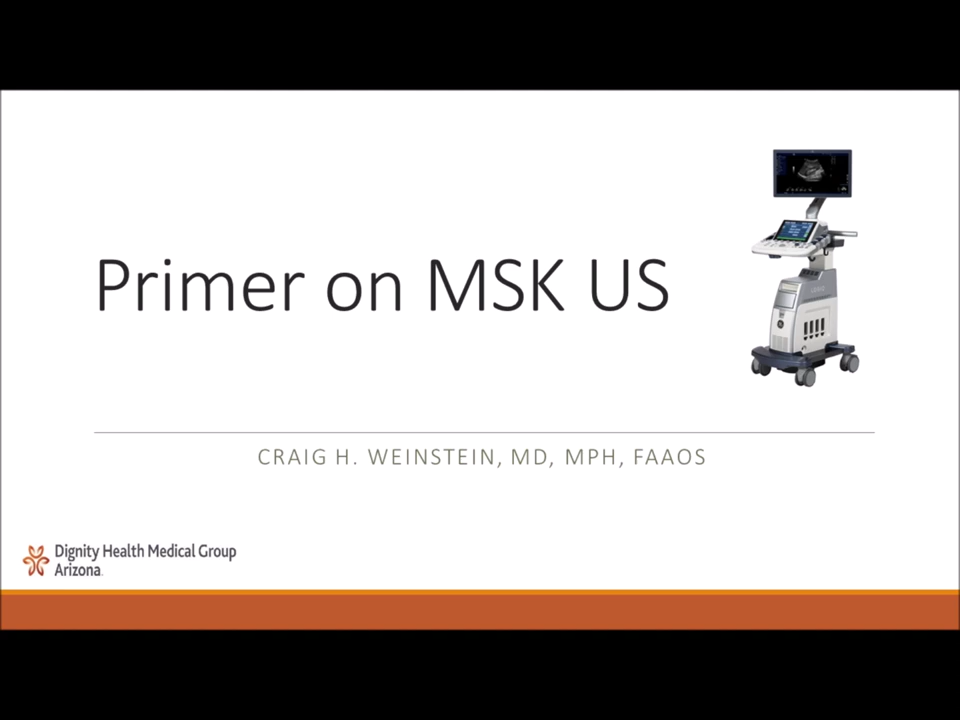 Primer on MSK US
CRAIG H. WEINSTEIN, MD, MPH, FAAOS
Dignity Health Medical Group
Arizona